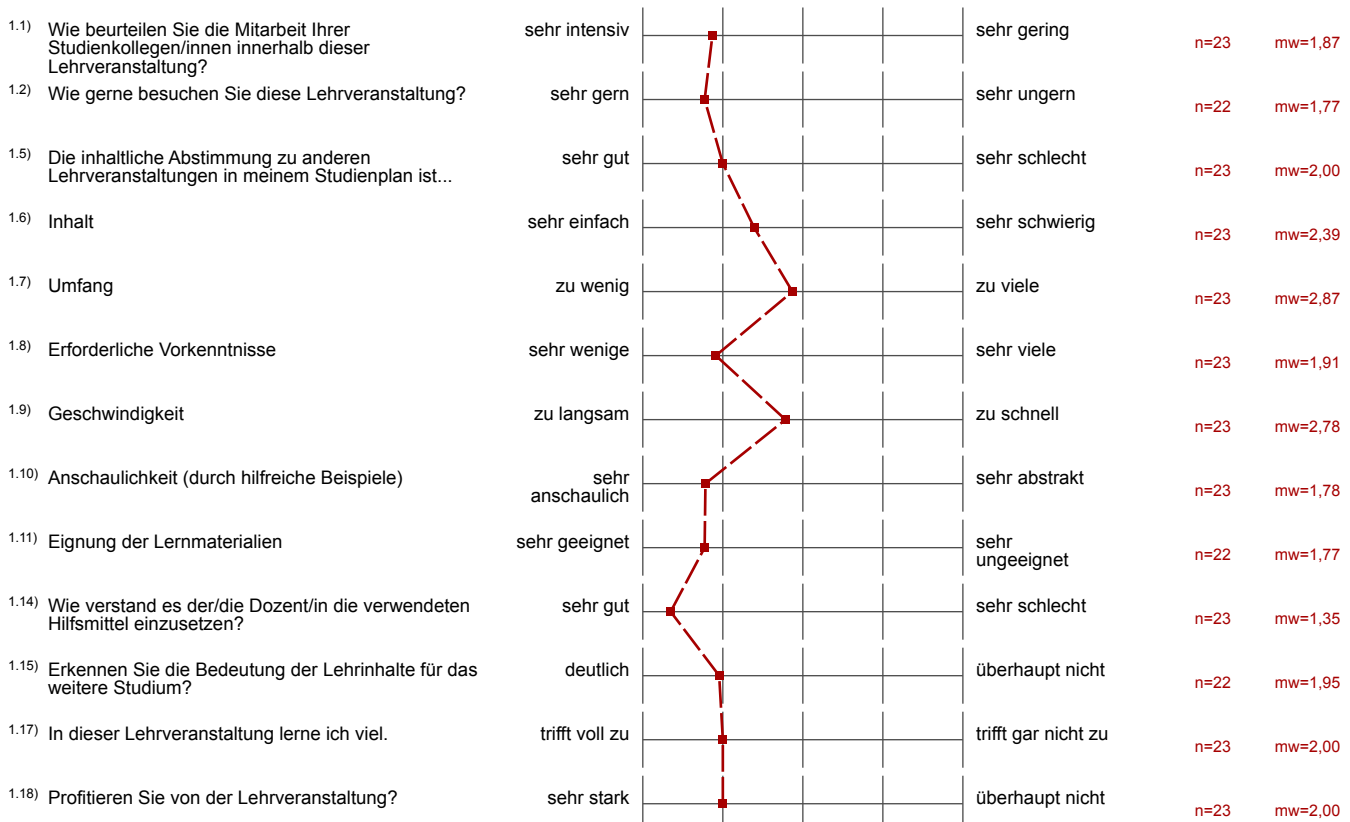 1.1) Wie beurteilen Sie die Mitarbeit Ihrer
Studienkollegen/innen innerhalb dieser
Lehrveranstaltung?
sehr intensiv
sehr gering
n=23
mw=1,87
1.2) Wie gerne besuchen Sie diese Lehrveranstaltung?
sehr gern
sehr ungern
n=22
mw=1,77
1.5) Die inhaltliche Abstimmung zu anderen
Lehrveranstaltungen in meinem Studienplan ist...
sehr gut
sehr schlecht
n=23
mw=2,00
1.6) Inhalt
sehr einfach
sehr schwierig
n=23
mw=2,39
1.7) Umfang
zu wenig
zu viele
n=23
mw=2,87
1.8) Erforderliche Vorkenntnisse
sehr wenige
sehr viele
n=23
mw=1,91
1.9) Geschwindigkeit
zu langsam
zu schnell
n=23
mw=2,78
1.10) Anschaulichkeit (durch hilfreiche Beispiele)
sehr
anschaulich
sehr abstrakt
n=23
mw=1,78
1.11) Eignung der Lernmaterialien
sehr geeignet
sehr
ungeeignet
n=22
mw=1,77
1.14) Wie verstand es der/die Dozent/in die verwendeten
Hilfsmittel einzusetzen?
sehr gut
sehr schlecht
n=23
mw=1,35
1.15) Erkennen Sie die Bedeutung der Lehrinhalte für das
weitere Studium?
deutlich
überhaupt nicht
n=22
mw=1,95
1.17) In dieser Lehrveranstaltung lerne ich viel.
trifft voll zu
trifft gar nicht zu
n=23
mw=2,00
1.18) Profitieren Sie von der Lehrveranstaltung?
sehr stark
überhaupt nicht
n=23
mw=2,00